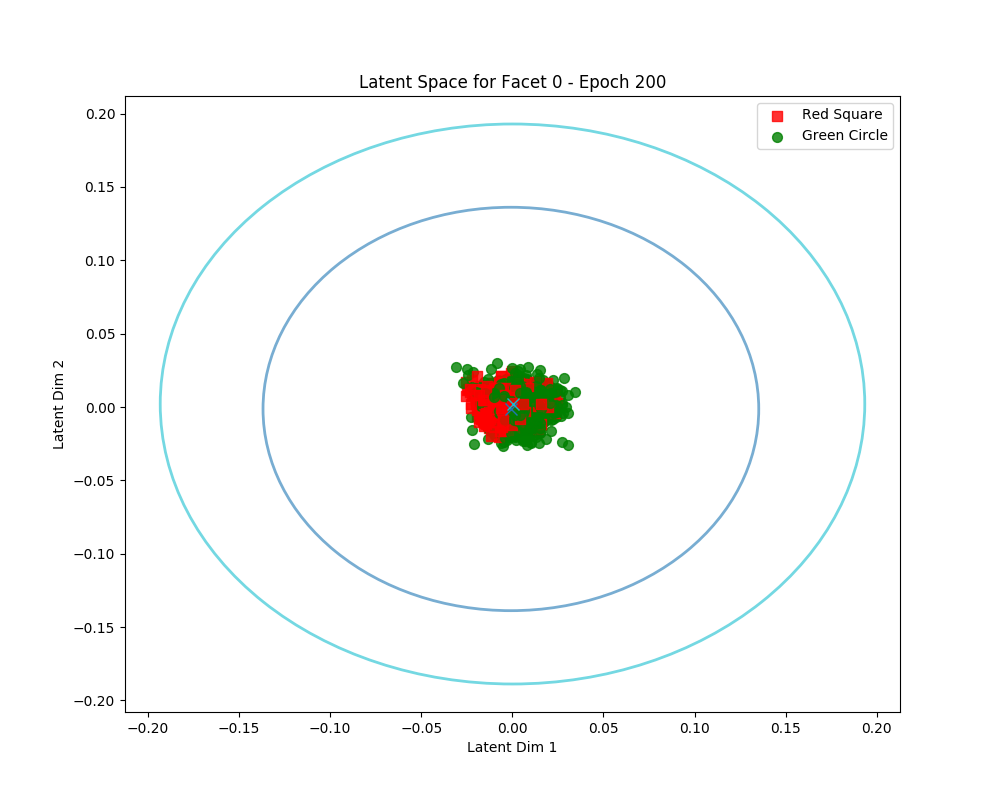 Latent Space for Facet 0 - Epoch 200
Red Square
Green Circle
0.20
0.15
0.10
0.05
0.00
−0.05
−0.10
−0.15
−0.20
Latent Dim 2
−0.20 −0.15 −0.10 −0.05 0.00 0.05 0.10 0.15 0.20
Latent Dim 1